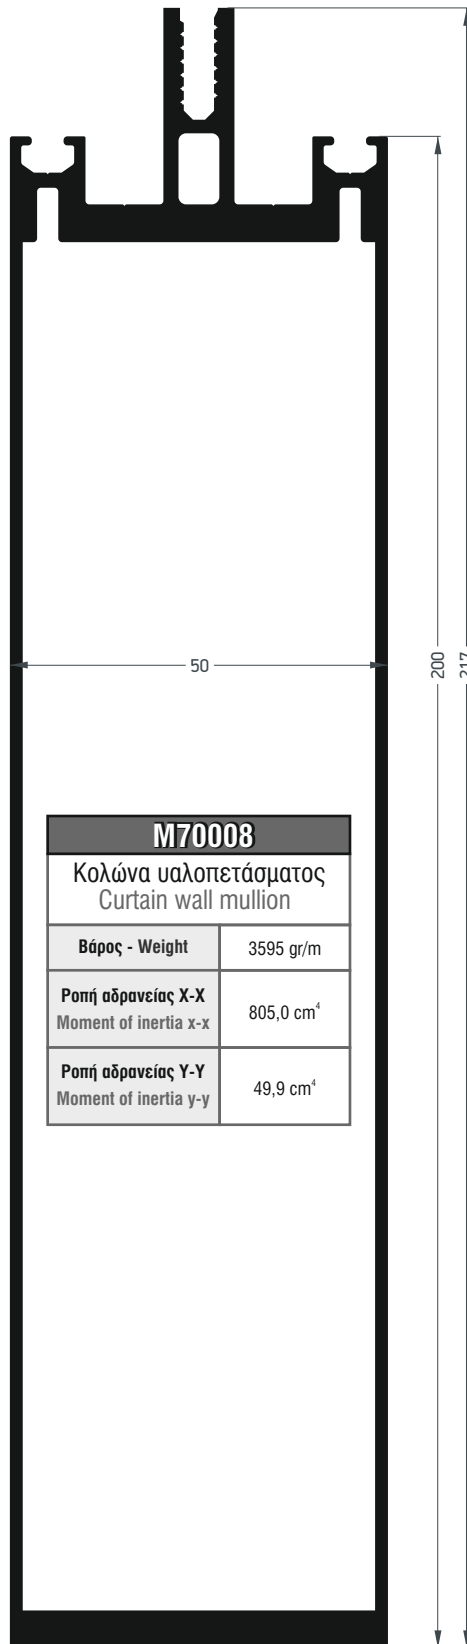 50
200
217
M70008
Κολώνα υαλοπετάσματος
Curtain wall mullion
Βάρος - Weight 3595 gr/m
Ροπή αδρανείας Χ-Χ
Moment of inertia x-x
805,0 cm⁴
Ροπή αδρανείας Υ-Υ
Moment of inertia y-y
49,9 cm⁴